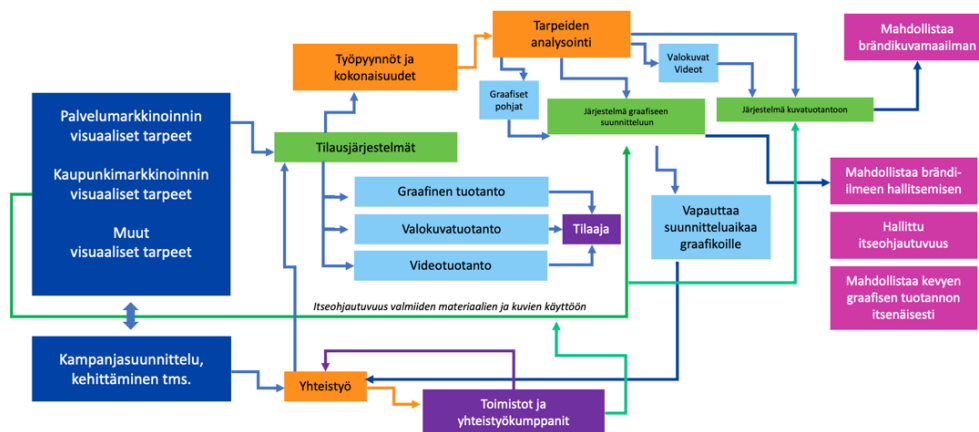 Palvelumarkkinoinnin
visuaaliset tarpeet
Kaupunkimarkkinoinnin
visuaaliset tarpeet
Muut
visuaaliset tarpeet
Kampanjasuunnittelu,
kehittäminen tms.
Työpyynnöt ja
kokonaisuudet
Tilausjärjestelmät
Graafinen tuotanto
Valokuvatuotanto
Videotuotanto
Tilaaja
Tarpeiden
analysointi
Graafiset
pohjat
Valokuvat
Videot
Järjestelmä graafiseen
suunnitteluun
Järjestelmä kuvatuotantoon
Vapauttaa
suunnitteluaikaa
graafikoille
Itseohjautuvuus valmiiden materiaalien ja kuvien käyttöön
Yhteistyö
Toimistot ja
yhteistyökumppanit
Mahdollistaa
brändikuvamaailman
Mahdollistaa brändi-
ilmeen hallitsemisen
Hallittu
itseohjautuvuus
Mahdollistaa kevyen
graafisen tuotannon
itsenäisesti